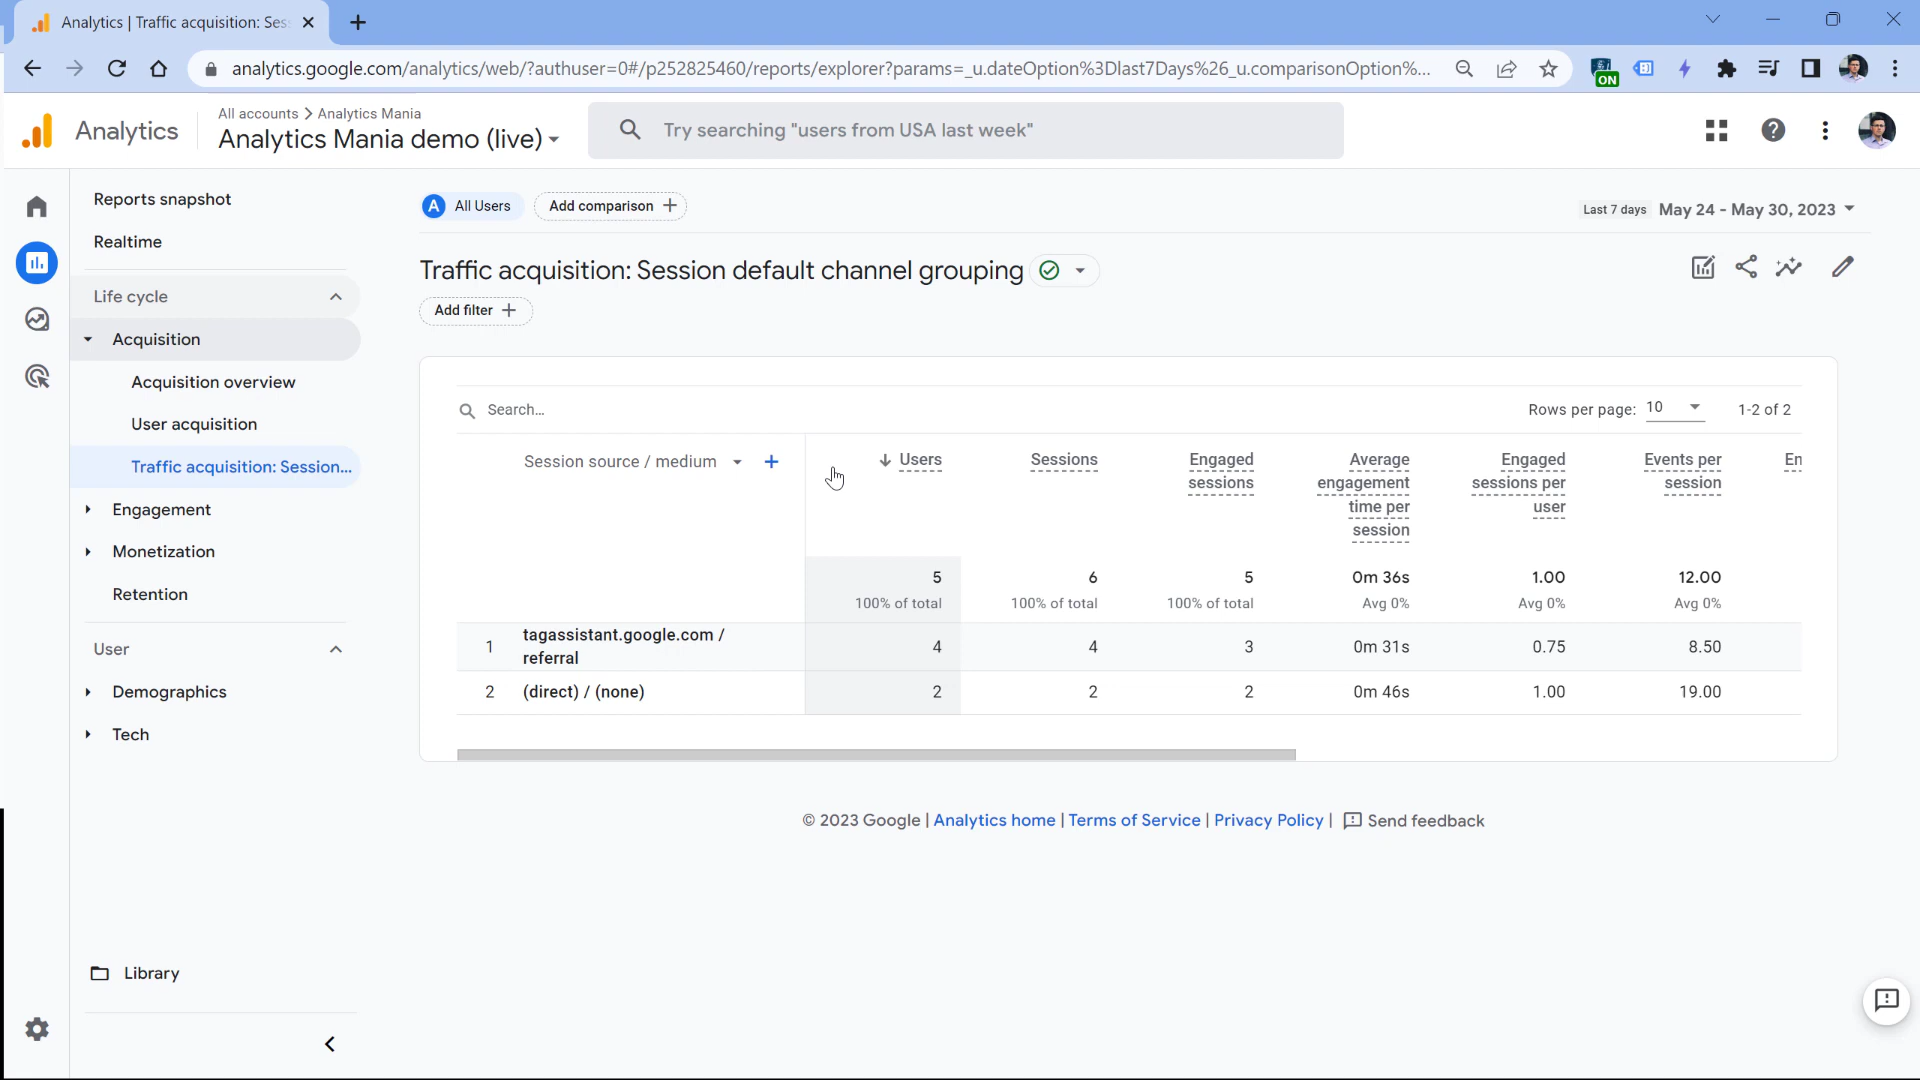 Analytics | Traffic acquisition: Ses
analytics.google.com/analytics/web/?authuser=0#/p252825460/reports/explorer?params=_u.dateOption%3Dlast7Days%26_u.comparisonOption%...
ON
Analytics
All accounts > Analytics Mania
Analytics Mania demo (live)
Try searching "users from USA last week"
Reports snapshot
Realtime
Life cycle
Acquisition
Acquisition overview
User acquisition
Traffic acquisition: Session...
Engagement
Monetization
Retention
User
Demographics
Tech
Library
A All Users
Add comparison +
Last 7 days May 24 - May 30, 2023
Traffic acquisition: Session default channel grouping
Add filter +
Search...
Rows per page: 10 1-2 of 2
Session source / medium +
Users
Sessions
Engaged
sessions
Average
engagement
time per
session
Engaged
sessions per
user
Events per
session
En
5 6 5 0m 36s 1.00 12.00
100% of total 100% of total 100% of total Avg 0% Avg 0% Avg 0%
1 tagassistant.google.com /
referral
4 4 3 0m 31s 0.75 8.50
2 (direct) / (none) 2 2 2 0m 46s 1.00 19.00
© 2023 Google | Analytics home | Terms of Service | Privacy Policy | Send feedback